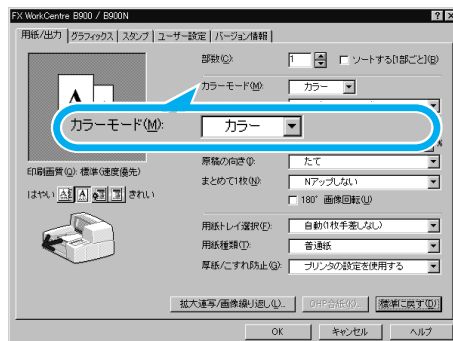 FX WorkCentre B900 / B900N
用紙/出力 グラフィックス スタンプ ユーザー設定 バージョン情報
部数(C): 1 ソートする[1部ごと](B)
カラーモード(M): カラー
カラーモード(M): カラー
%
原稿の向き(I): たて
印刷画質(Q): 標準(速度優先)
まとめて1枚(N): Nアップしない
はやい きれい
180° 画像回転(U)
用紙トレイ選択(F): 自動(1枚手差しなし)
用紙種類(T): 普通紙
厚紙/こすれ防止(G): プリンタの設定を使用する
拡大連写/画像繰り返し(L)... OHP合紙(V)... 標準に戻す(D)
OK キャンセル ヘルプ